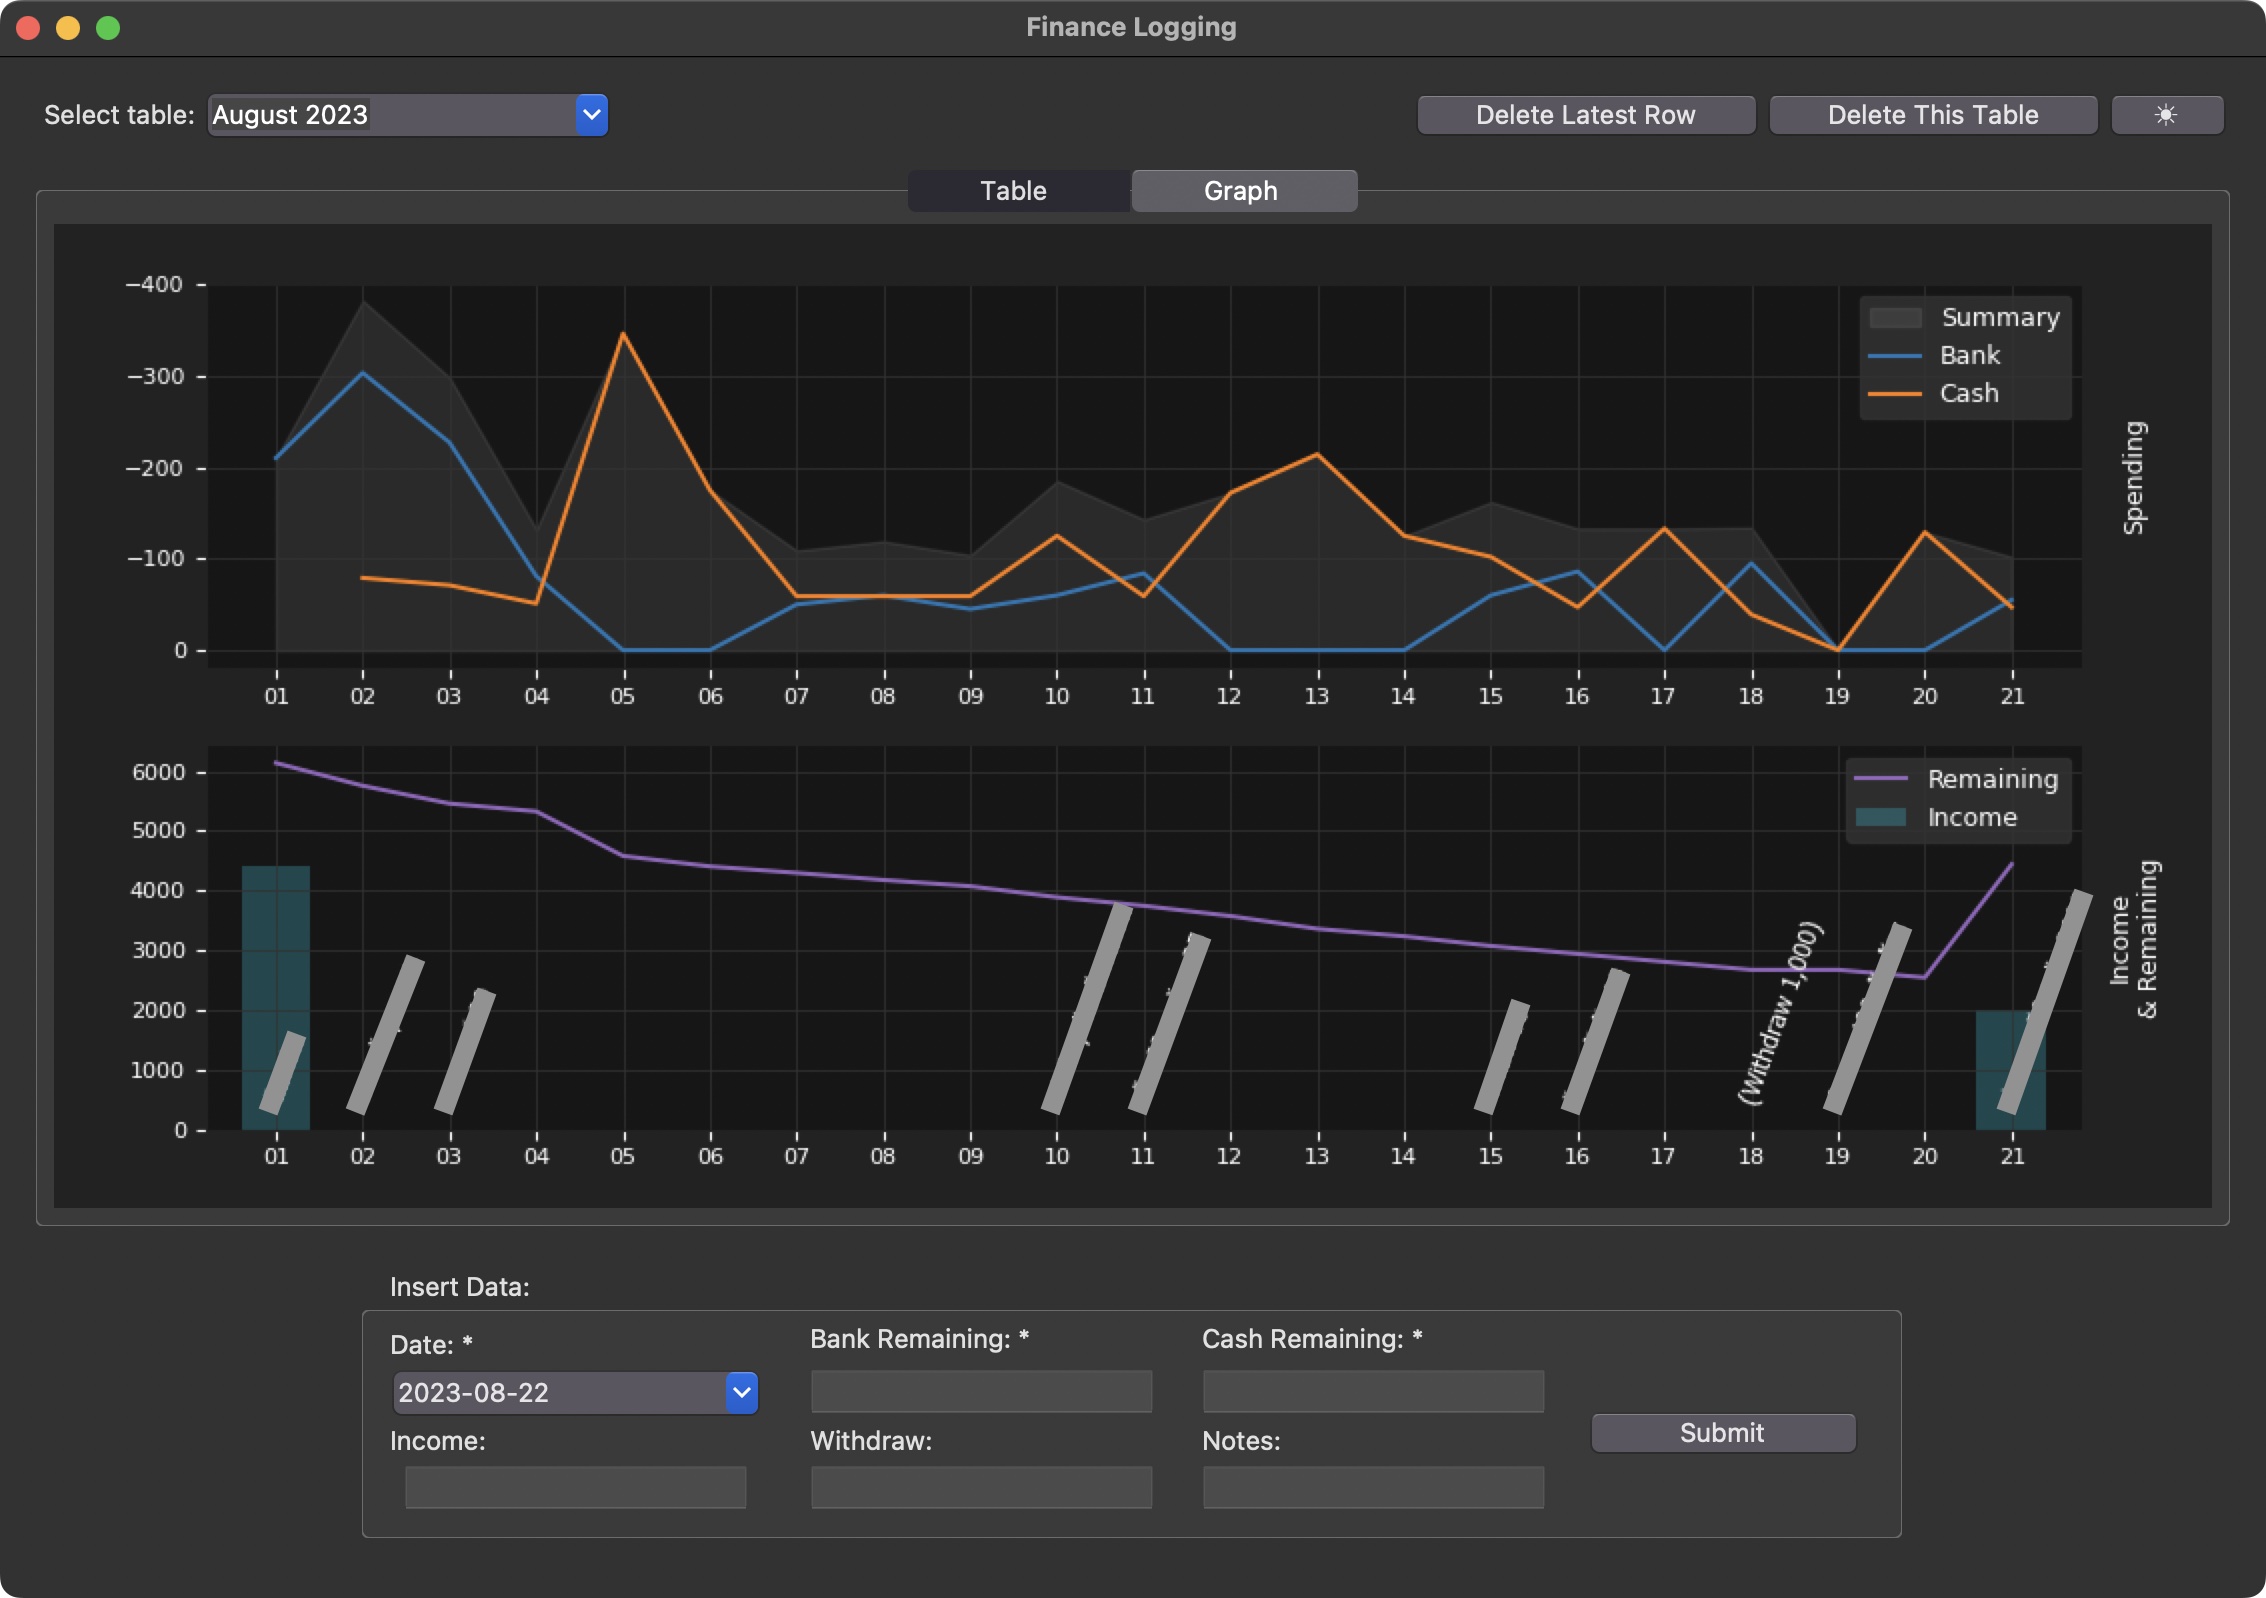 Finance Logging
Select table: August 2023
Delete Latest Row
Delete This Table
Table
Graph
−400
−300
−200
−100
0
Summary
Bank
Cash
Spending
01 02 03 04 05 06 07 08 09 10 11 12 13 14 15 16 17 18 19 20 21
6000
5000
4000
3000
2000
1000
0
Remaining
Income
(Withdraw 1,000)
Income
& Remaining
01 02 03 04 05 06 07 08 09 10 11 12 13 14 15 16 17 18 19 20 21
Insert Data:
Date: *
Bank Remaining: *
Cash Remaining: *
2023-08-22
Income:
Withdraw:
Notes:
Submit